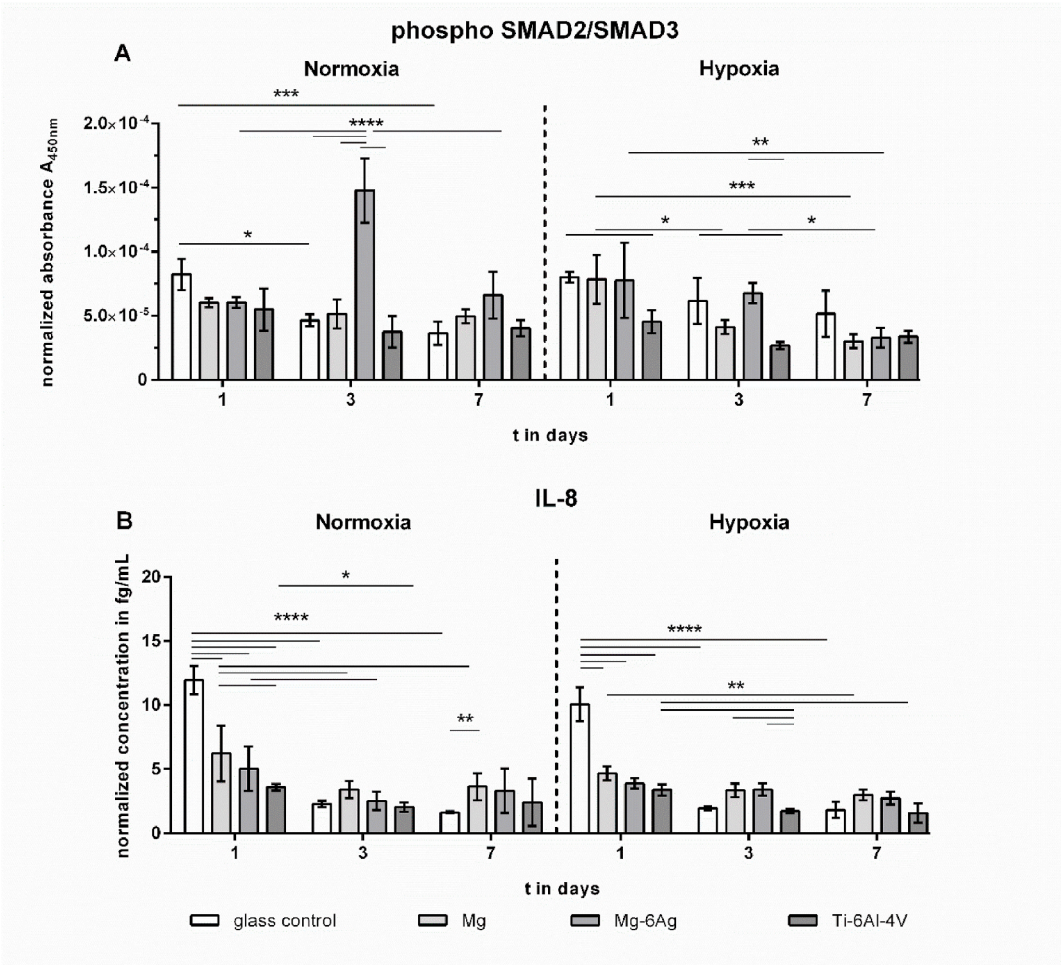 phospho SMAD2/SMAD3
A
Normoxia Hypoxia
***
2.0×10⁻⁴ ****
**
1.5×10⁻⁴ ***
* *
1.0×10⁻⁴ *
5.0×10⁻⁵
0
normalized absorbance A450nm
1 3 7 1 3 7
t in days
IL-8
B
Normoxia Hypoxia
20 *
****
15 ****
**
10
**
5
0
normalized concentration in fg/mL
1 3 7 1 3 7
t in days
glass control Mg Mg-6Ag Ti-6Al-4V